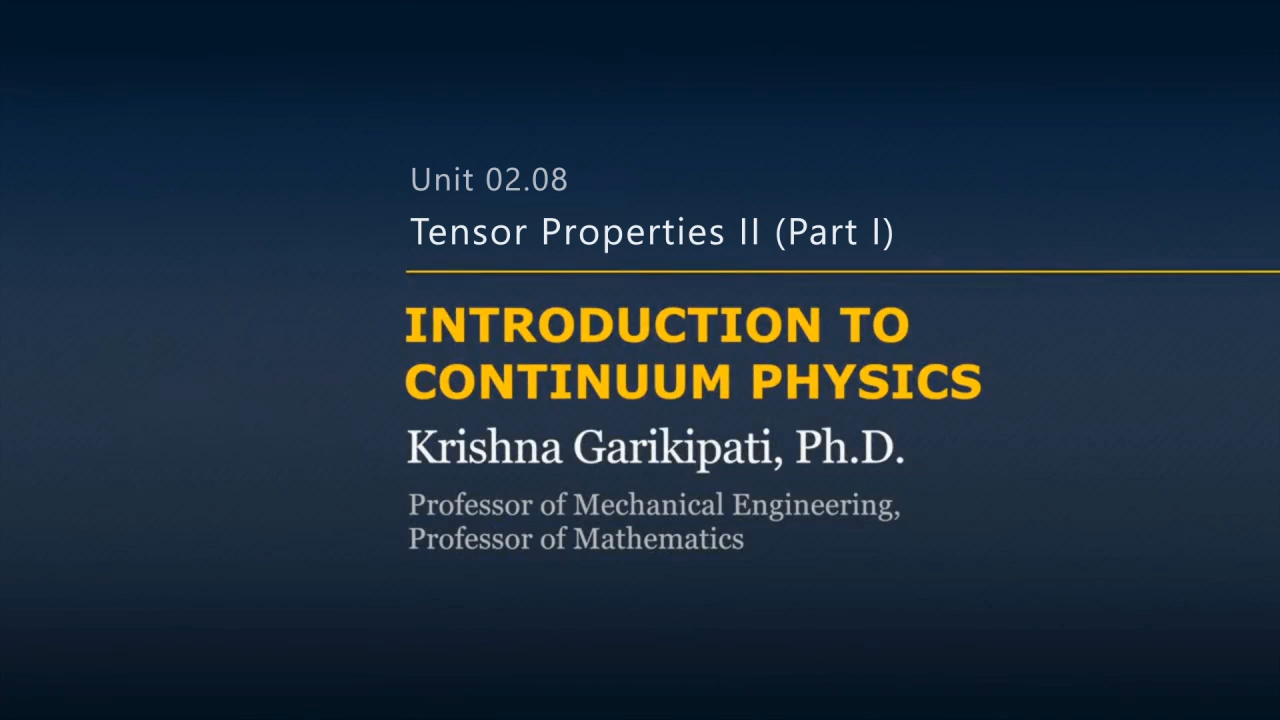 Unit 02.08
Tensor Properties II (Part I)
INTRODUCTION TO
CONTINUUM PHYSICS
Krishna Garikipati, Ph.D.
Professor of Mechanical Engineering,
Professor of Mathematics